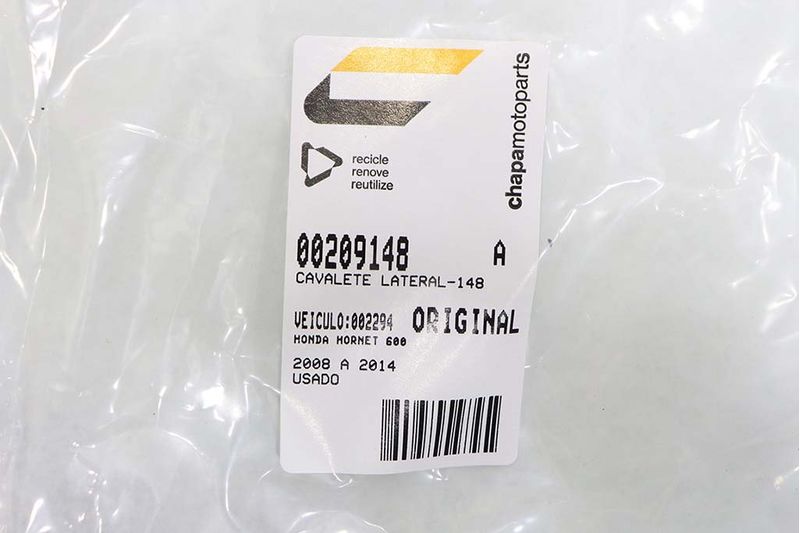 chapamotoparts
recicle
renove
reutilize
00209148 A
CAVALETE LATERAL-148
VEICULO:002294 ORIGINAL
HONDA HORNET 600
2008 A 2014
USADO